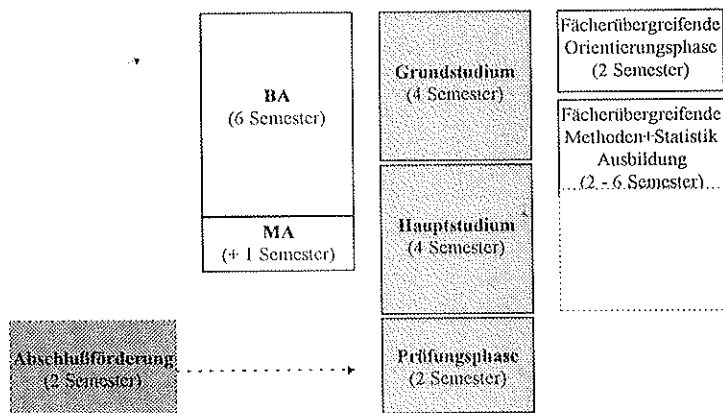 BA
(6 Semester)
MA
(+ 1 Semester)
Grundstudium
(4 Semester)
Hauptstudium
(4 Semester)
Prüfungsphase
(2 Semester)
Fächerübergreifende
Orientierungsphase
(2 Semester)
Fächerübergreifende
Methoden+Statistik
Ausbildung
(2 - 6 Semester)
Abschlußförderung
(2 Semester)